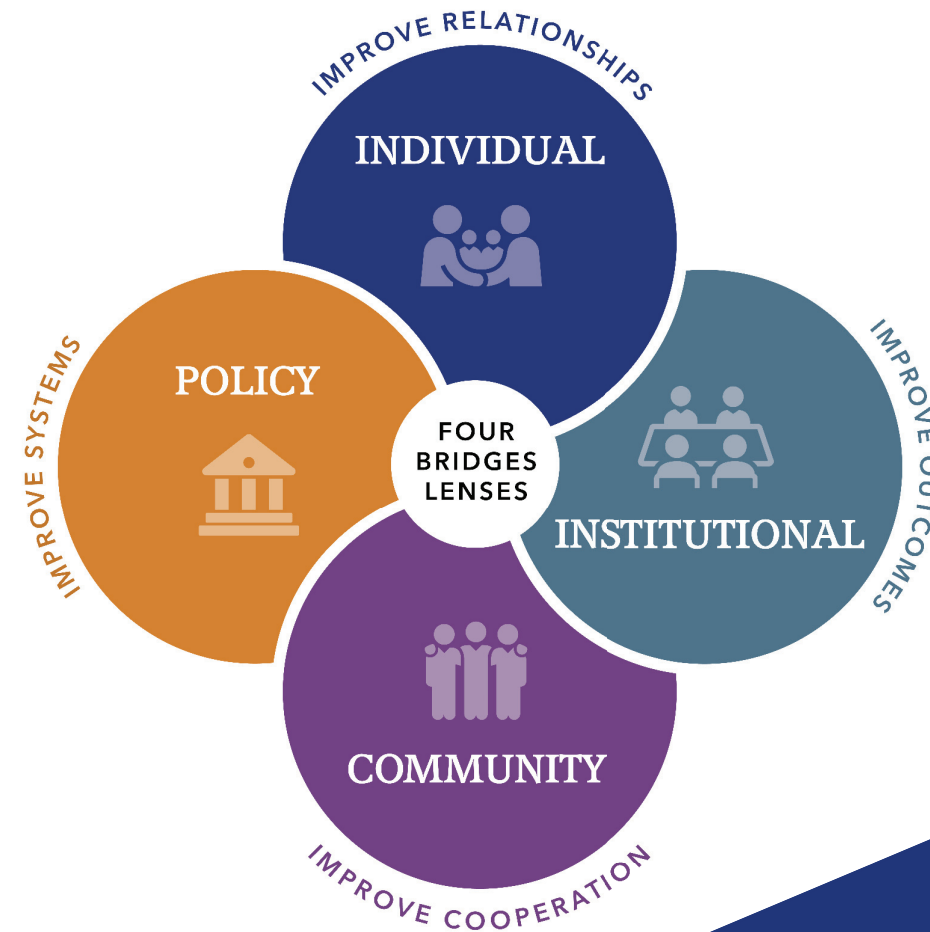 IMPROVE RELATIONSHIPS
INDIVIDUAL
IMPROVE SYSTEMS
POLICY
FOUR
BRIDGES
LENSES
INSTITUTIONAL
IMPROVE OUTCOMES
COMMUNITY
IMPROVE COOPERATION